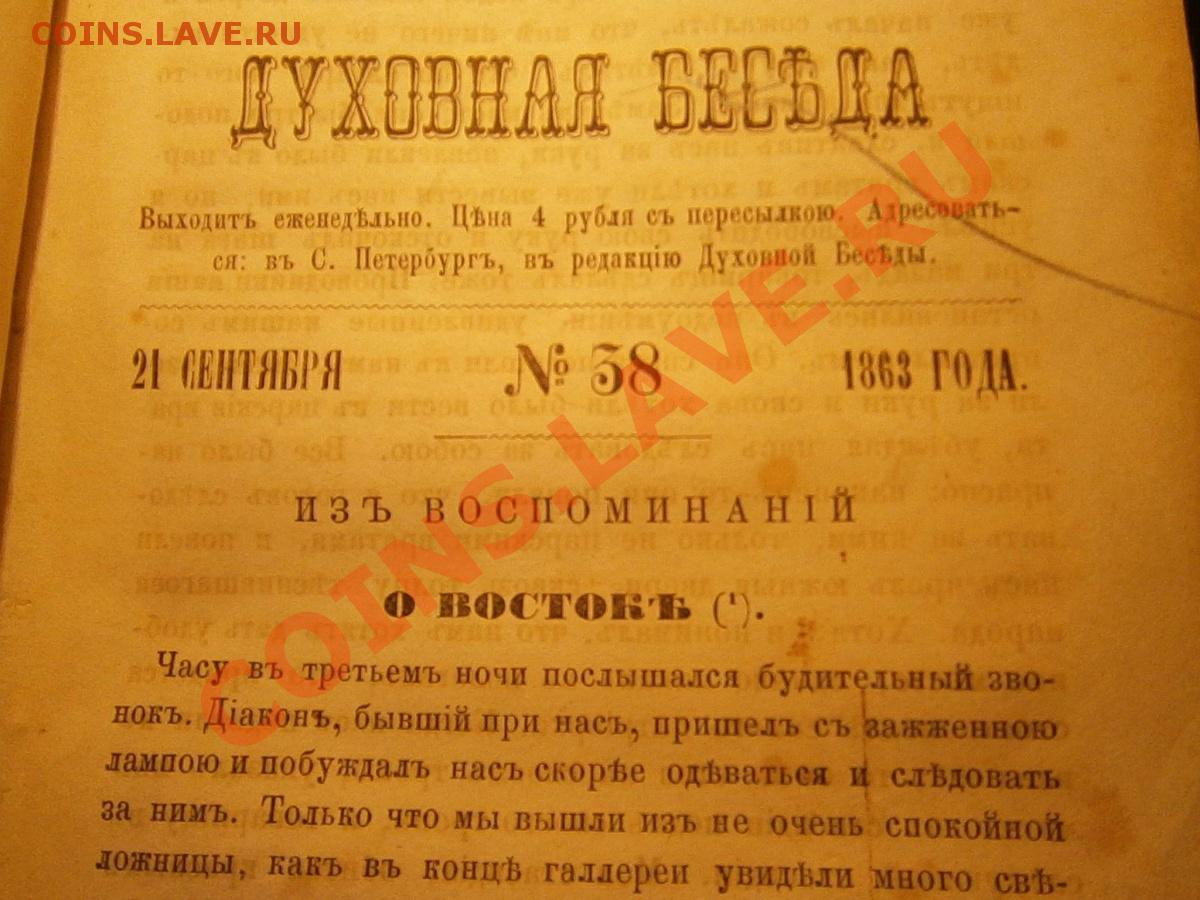 COINS.LAVE.RU
ДУХОВНАЯ БЕСѢДА
Выходитъ еженедѣльно. Цѣна 4 рубля съ пересылкою. Адресовать-
ся: въ С. Петербургъ, въ редакцію Духовной Бесѣды.
21 СЕНТЯБРЯ № 38 1863 ГОДА.
ИЗЪ ВОСПОМИНАНІЙ
О ВОСТОКѢ (¹).
Часу въ третьемъ ночи послышался будительный зво-
нокъ. Діаконъ, бывшій при насъ, пришелъ съ зажженною
лампою и побуждалъ насъ скорѣе одѣваться и слѣдовать
за нимъ. Только что мы вышли изъ не очень спокойной
ложницы, какъ въ концѣ галлереи увидѣли много свѣ-
COINS.LAVE.RU